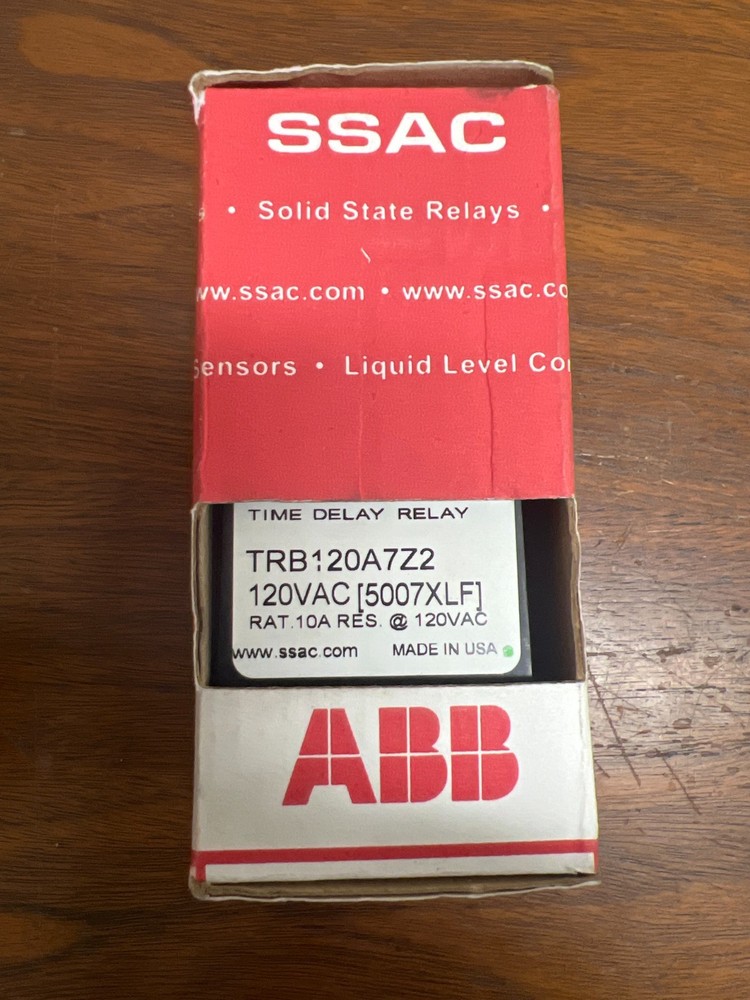 SSAC
• Solid State Relays •
ww.ssac.com • www.ssac.co
Sensors • Liquid Level Co
TIME DELAY RELAY
TRB120A7Z2
120VAC [5007XLF]
RAT.10A RES. @ 120VAC
www.ssac.com MADE IN USA
ABB